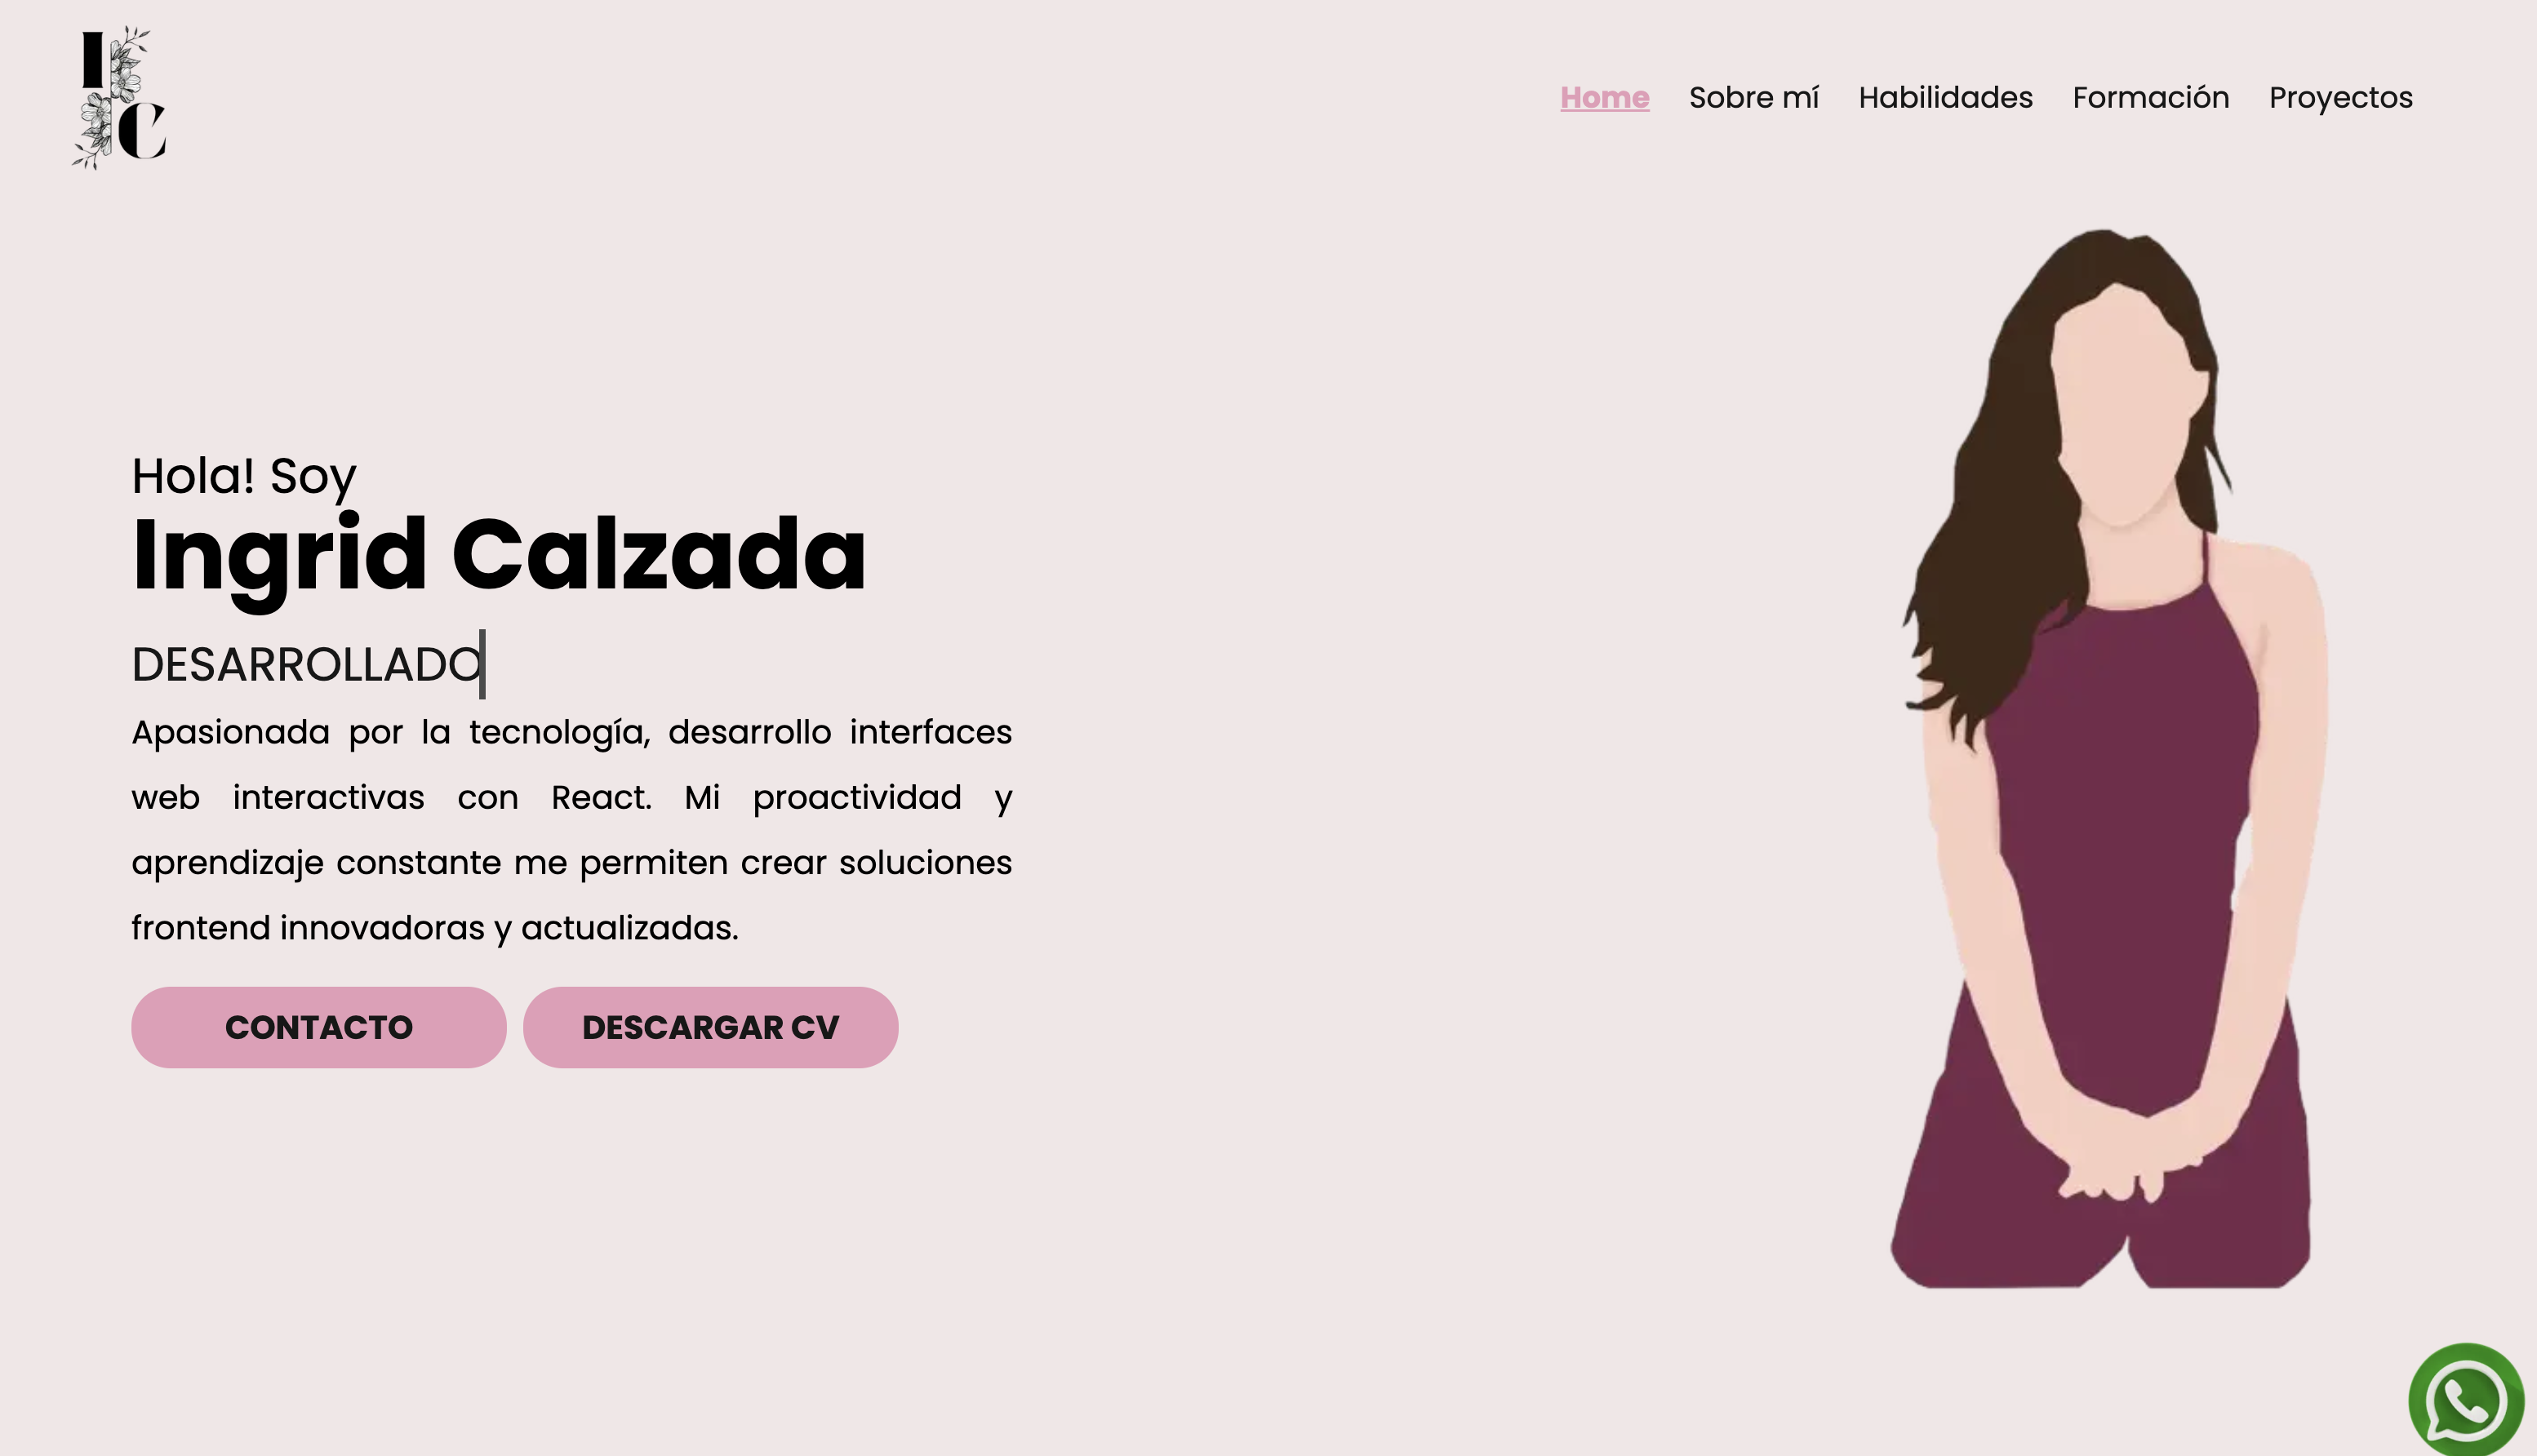 I
C
Home Sobre mí Habilidades Formación Proyectos
Hola! Soy
Ingrid Calzada
DESARROLLADO
Apasionada por la tecnología, desarrollo interfaces
web interactivas con React. Mi proactividad y
aprendizaje constante me permiten crear soluciones
frontend innovadoras y actualizadas.
CONTACTO DESCARGAR CV